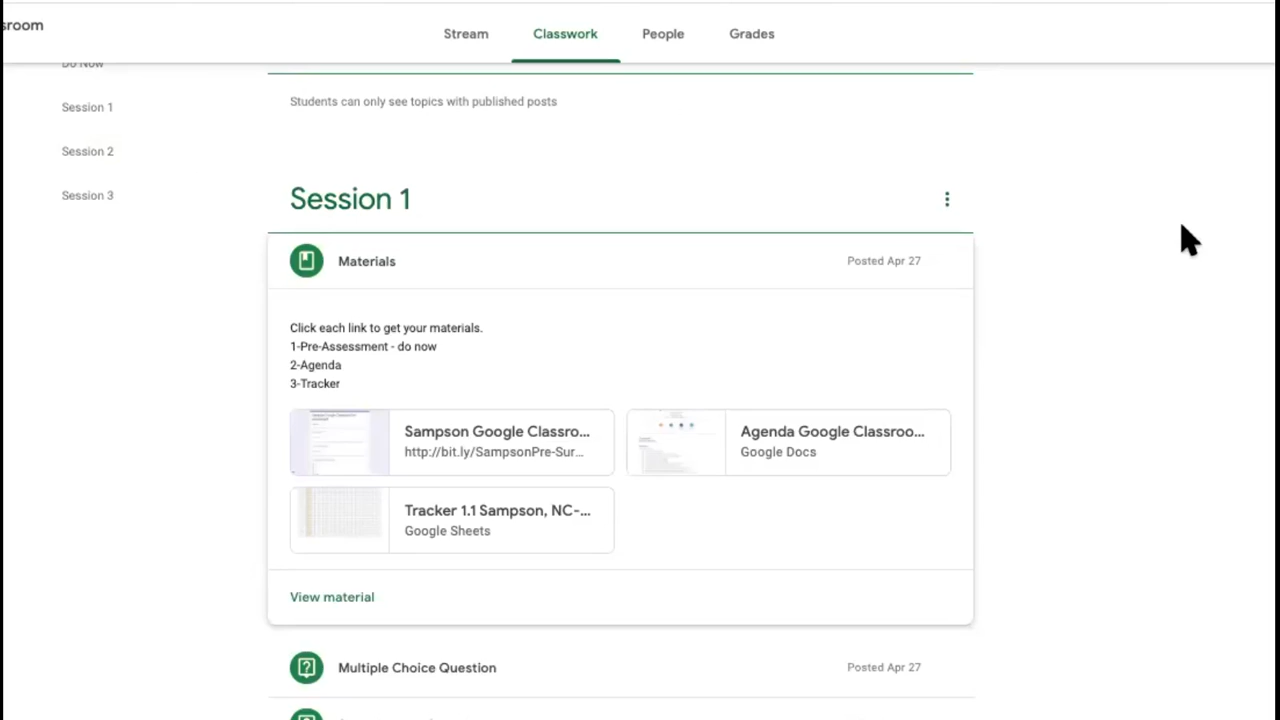 sroom
Stream
Classwork
People
Grades
Do Now
Session 1
Session 2
Session 3
Students can only see topics with published posts
Session 1
Materials
Posted Apr 27
Click each link to get your materials.
1-Pre-Assessment - do now
2-Agenda
3-Tracker
Sampson Google Classro...
http://bit.ly/SampsonPre-Sur...
Agenda Google Classroo...
Google Docs
Tracker 1.1 Sampson, NC-...
Google Sheets
View material
Multiple Choice Question
Posted Apr 27